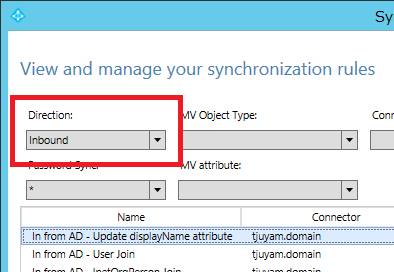 Sy
View and manage your synchronization rules
Direction: MV Object Type: Conn
Inbound
Password Sync: MV attribute:
*
Name Connector
In from AD - Update displayName attribute tjuyam.domain
In from AD - User Join tjuyam.domain
In from AD - InetOrgPerson Join tjuyam.domain